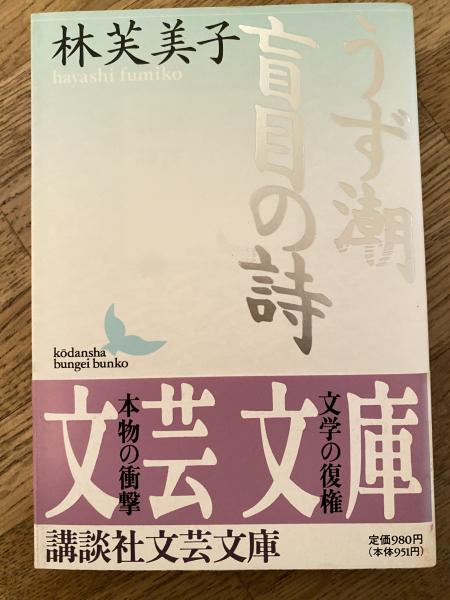 林芙美子
hayashi fumiko
うず潮
盲目の詩
kōdansha
bungei bunko
文芸文庫
文学の復権
本物の衝撃
講談社文芸文庫
定価980円
(本体951円)